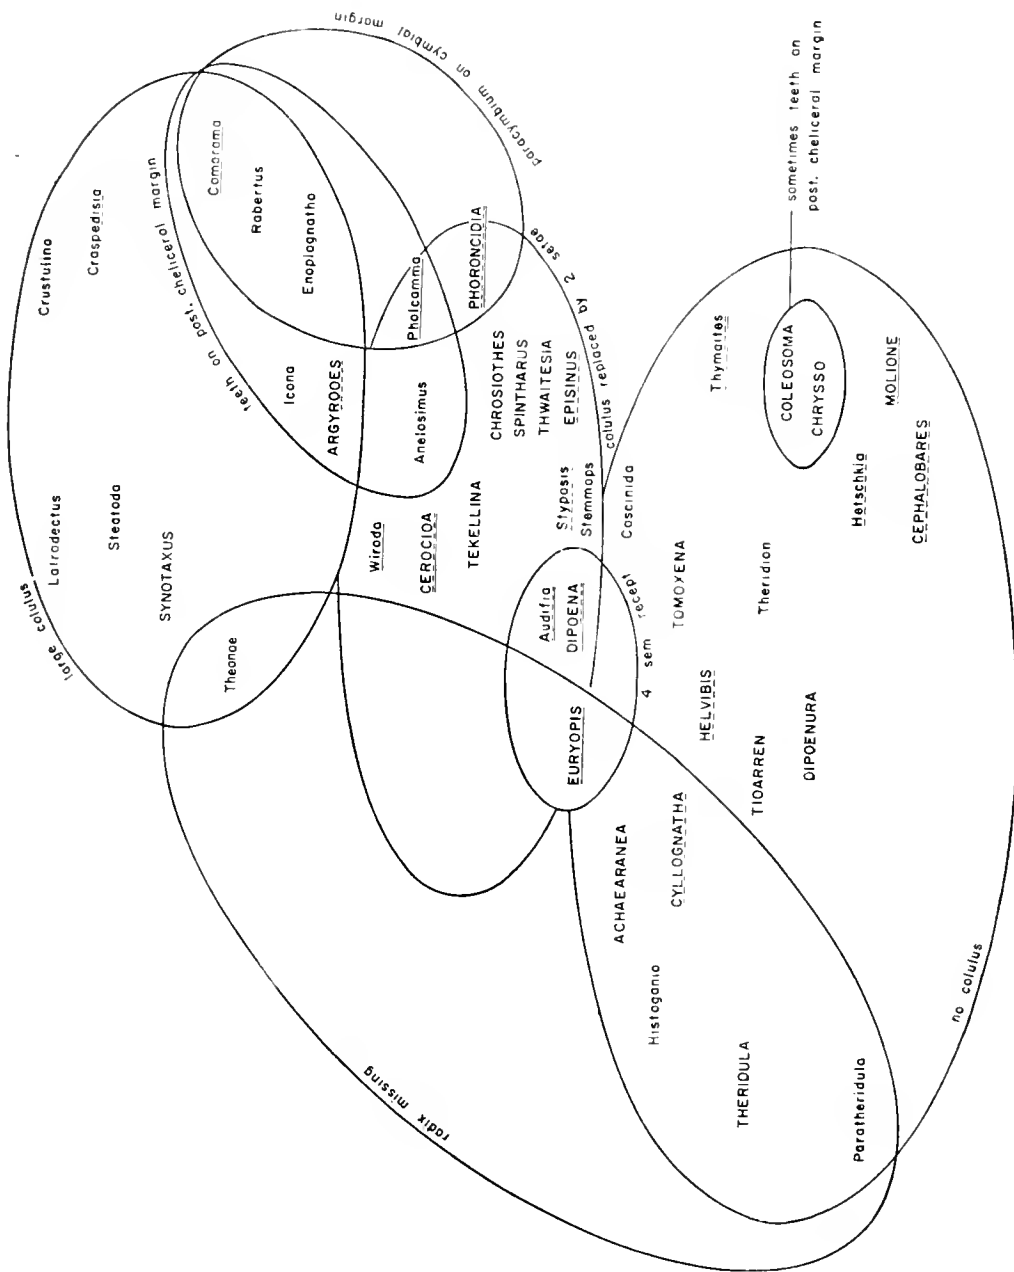 large colulus
Latrodectus
Steatoda
SYNOTAXUS
Theonoe
Crustulina
Craspedisia
teeth on post. cheliceral margin
Icona
ARGYRODES
Anelosimus
Comaroma
Robertus
Enoplognatha
paracymbium on cymbial margin
Pholcomma
PHORONCIDIA
colulus replaced by 2 setae
Wirada
CEROCIDA
TEKELLINA
CHROSIOTHES
SPINTHARUS
THWAITESIA
EPISINUS
Stypasis
Stemmops
4 sem recept
Audifia
DIPOENA
EURYOPIS
radix missing
ACHAEARANEA
CYLLOGNATHA
Histagonia
THERIDULA
Paratheridula
no colulus
Coscinida
TOMOXENA
Theridion
HELVIBIS
TIDARREN
DIPOENURA
Thymoites
COLEOSOMA
CHRYSSO
sometimes teeth on
post. cheliceral margin
MOLIONE
Hetschkia
CEPHALOBARES